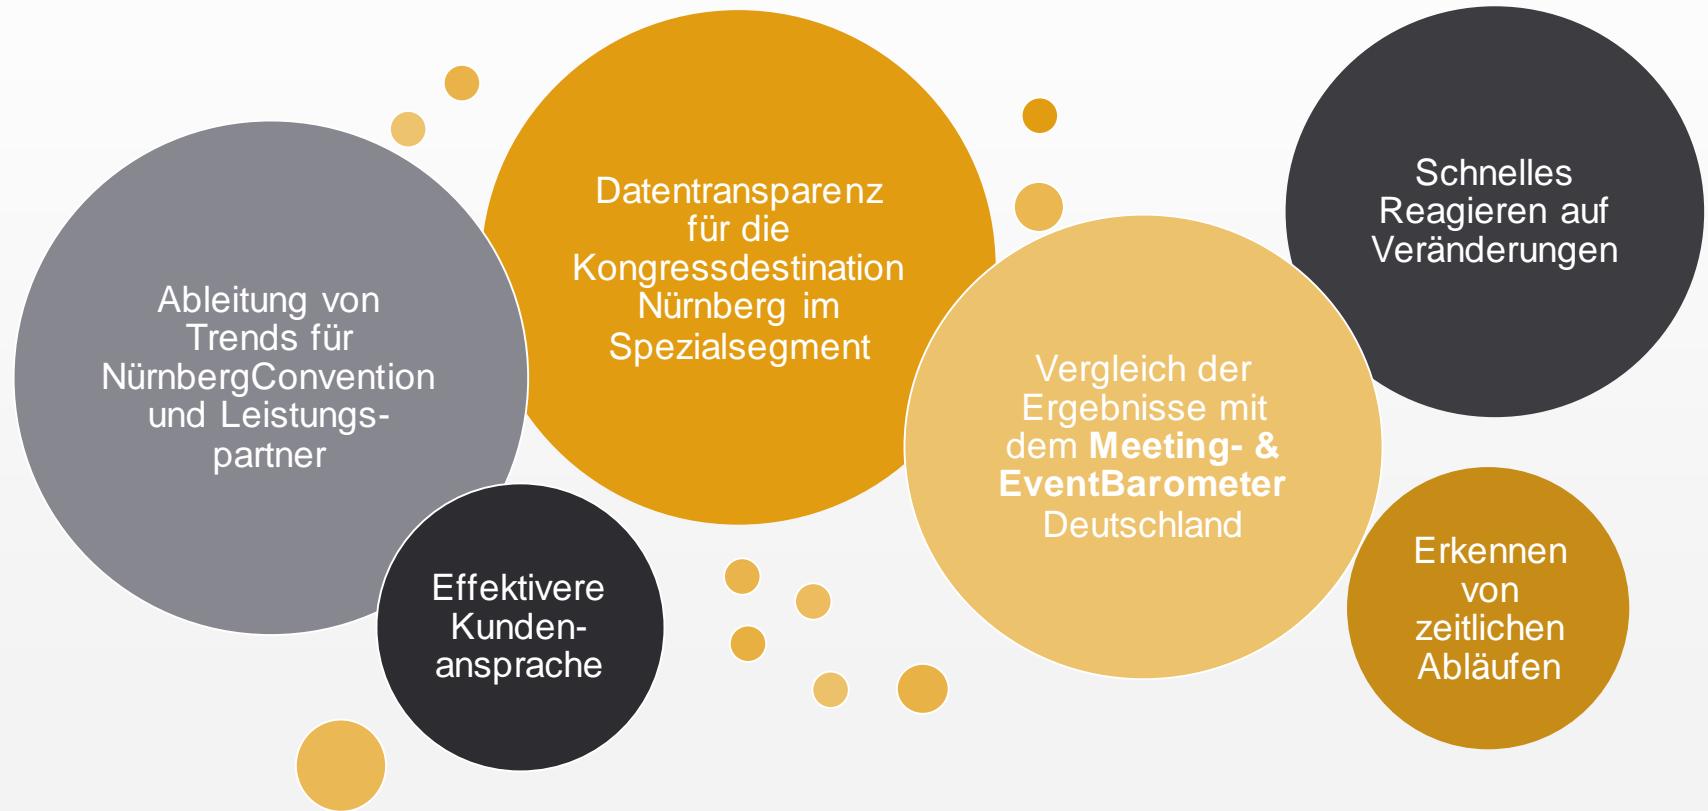 Ableitung von
Trends für
NürnbergConvention
und Leistungs-
partner
Effektivere
Kunden-
ansprache
Datentransparenz
für die
Kongressdestination
Nürnberg im
Spezialsegment
Vergleich der
Ergebnisse mit
dem Meeting- &
EventBarometer
Deutschland
Schnelles
Reagieren auf
Veränderungen
Erkennen
von
zeitlichen
Abläufen